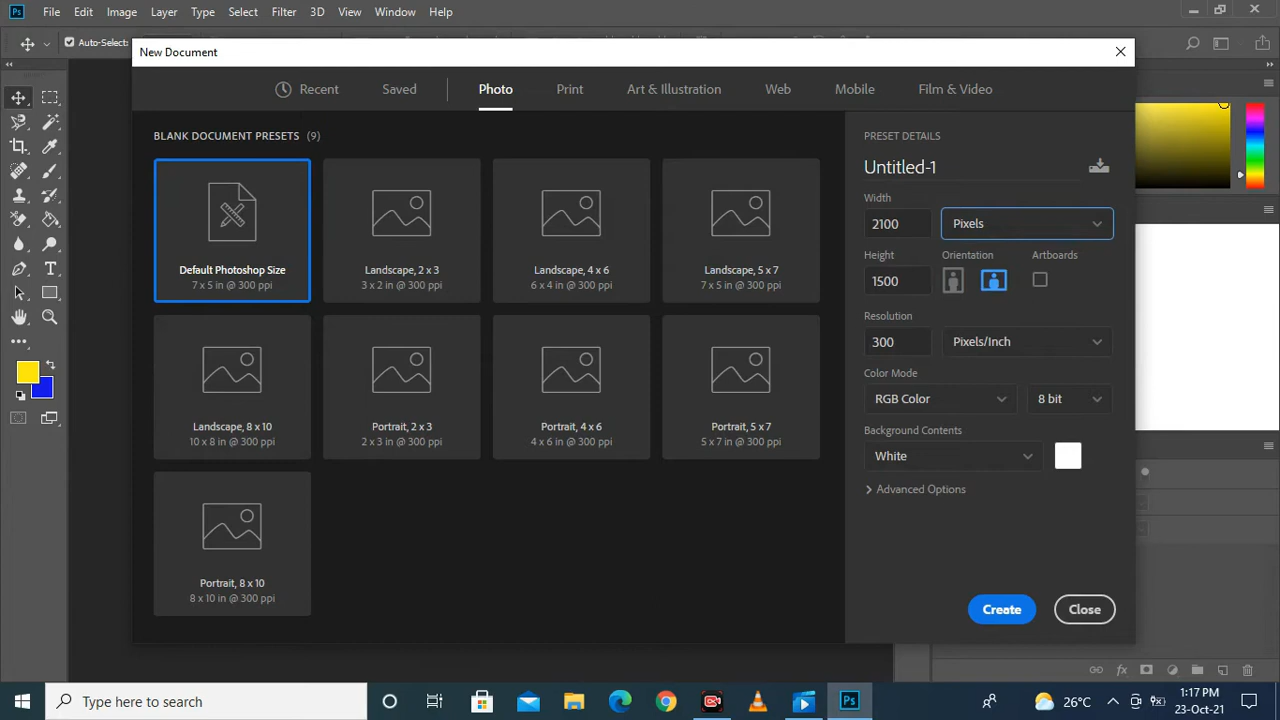 Ps File Edit Image Layer Type Select Filter 3D View Window Help
Auto-Select:
New Document
Recent Saved Photo Print Art & Illustration Web Mobile Film & Video
BLANK DOCUMENT PRESETS (9)
Default Photoshop Size
7 x 5 in @ 300 ppi
Landscape, 2 x 3
3 x 2 in @ 300 ppi
Landscape, 4 x 6
6 x 4 in @ 300 ppi
Landscape, 5 x 7
7 x 5 in @ 300 ppi
Landscape, 8 x 10
10 x 8 in @ 300 ppi
Portrait, 2 x 3
2 x 3 in @ 300 ppi
Portrait, 4 x 6
4 x 6 in @ 300 ppi
Portrait, 5 x 7
5 x 7 in @ 300 ppi
Portrait, 8 x 10
8 x 10 in @ 300 ppi
PRESET DETAILS
Untitled-1
Width
2100 Pixels
Height Orientation Artboards
1500
Resolution
300 Pixels/Inch
Color Mode
RGB Color 8 bit
Background Contents
White
Advanced Options
Create Close
fx
Type here to search
Ps
26°C
1:17 PM
23-Oct-21